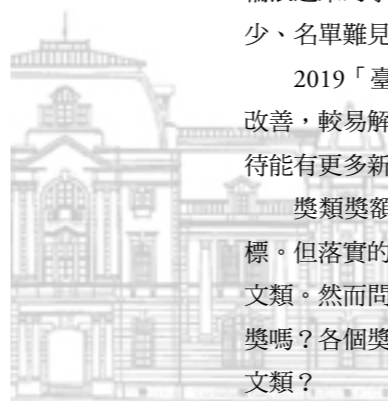 少、名單難見
2019「臺
改善,較易解
待能有更多新
獎類獎額
標。但落實的
文類。然而問
獎嗎?各個獎
文類?